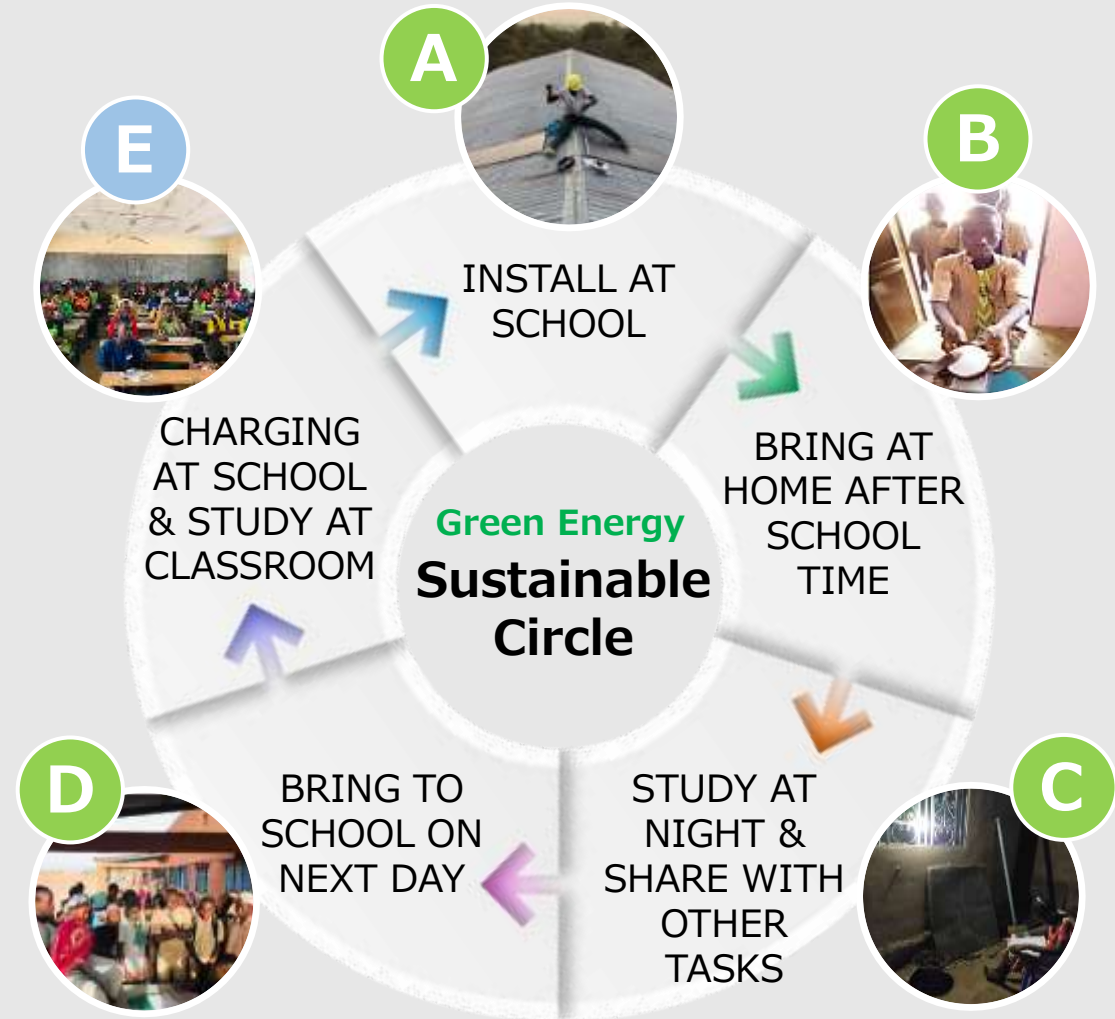 A
INSTALL AT
SCHOOL
B
BRING AT
HOME AFTER
SCHOOL
TIME
C
STUDY AT
NIGHT &
SHARE WITH
OTHER
TASKS
D
BRING TO
SCHOOL ON
NEXT DAY
E
CHARGING
AT SCHOOL
& STUDY AT
CLASSROOM
Green Energy
Sustainable
Circle